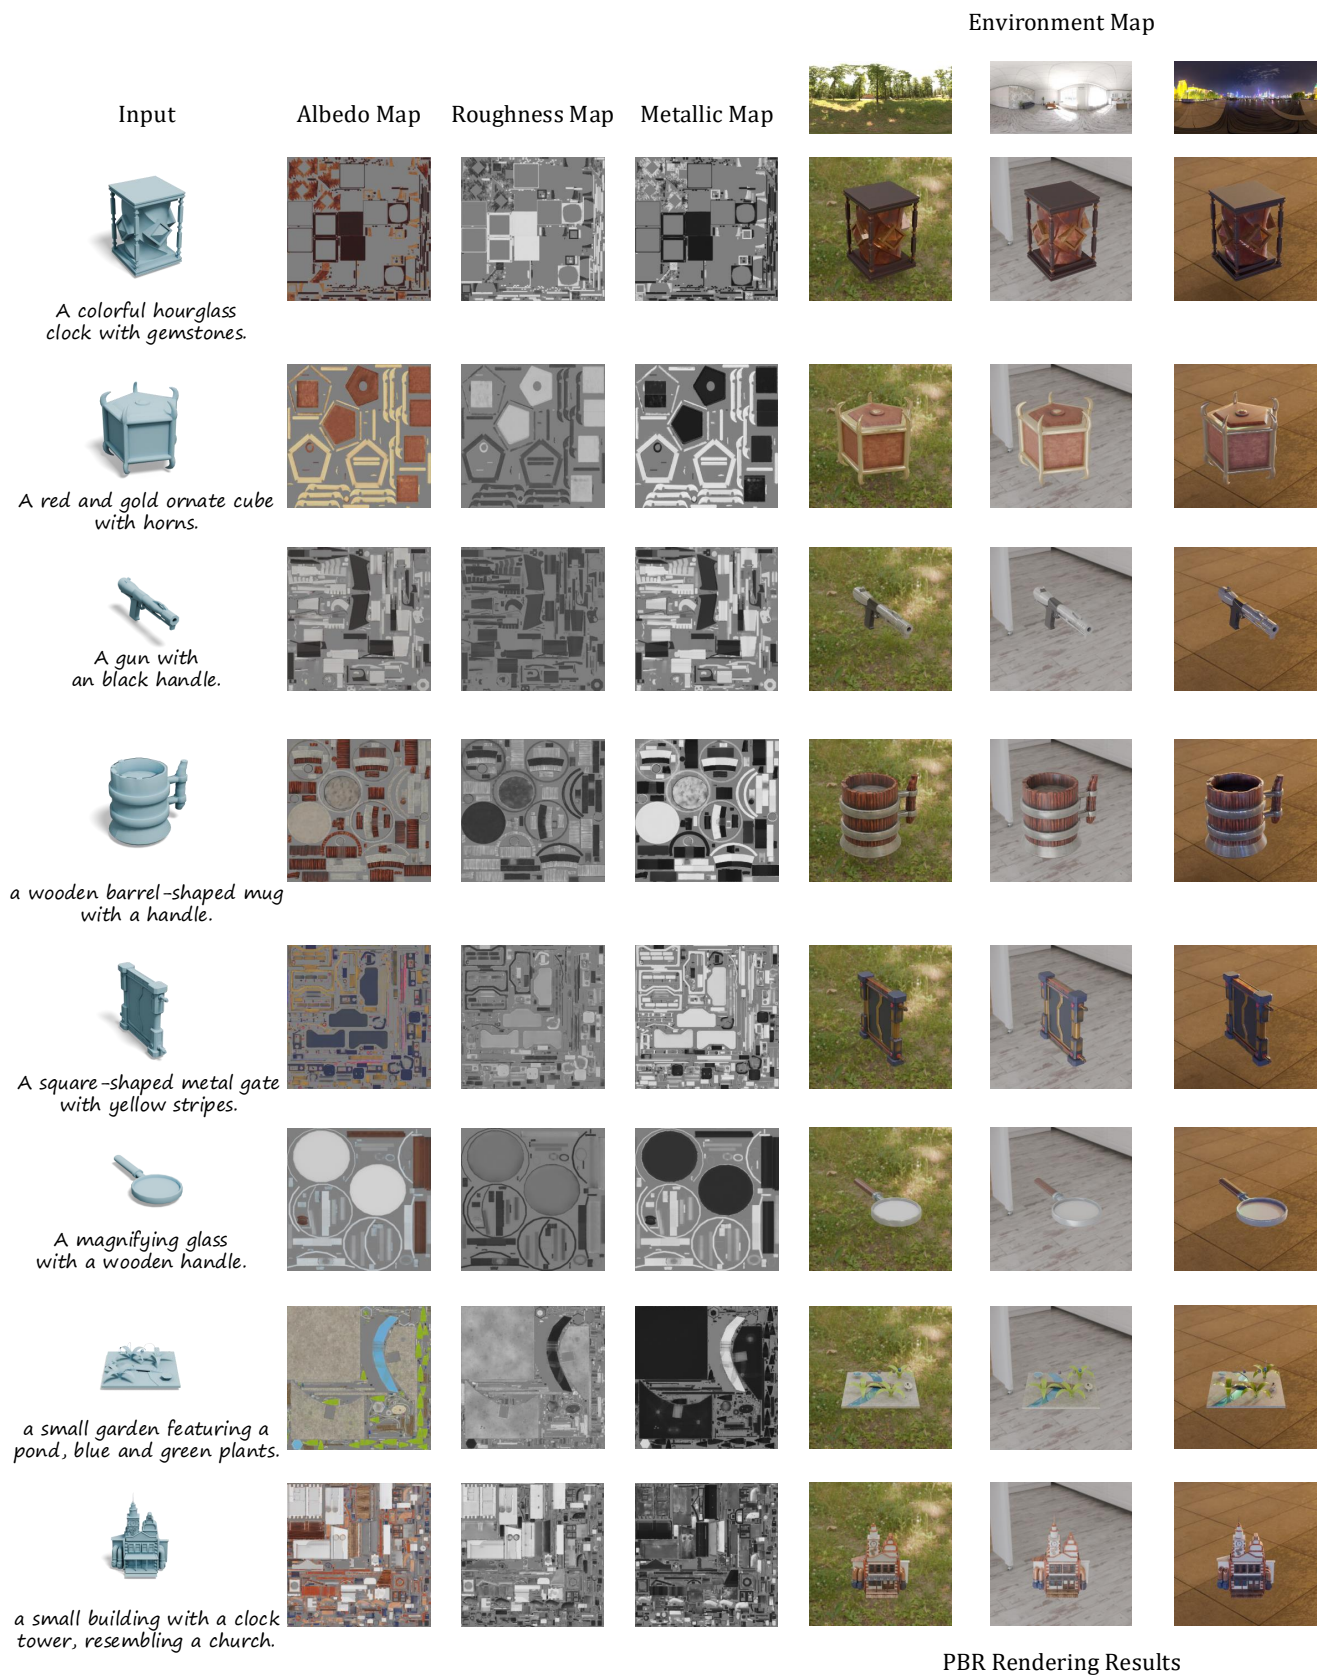 Environment Map
Input
Albedo Map
Roughness Map
Metallic Map
A colorful hourglass
clock with gemstones.
A red and gold ornate cube
with horns.
A gun with
an black handle.
a wooden barrel-shaped mug
with a handle.
A square-shaped metal gate
with yellow stripes.
A magnifying glass
with a wooden handle.
a small garden featuring a
pond, blue and green plants.
a small building with a clock
tower, resembling a church.
PBR Rendering Results